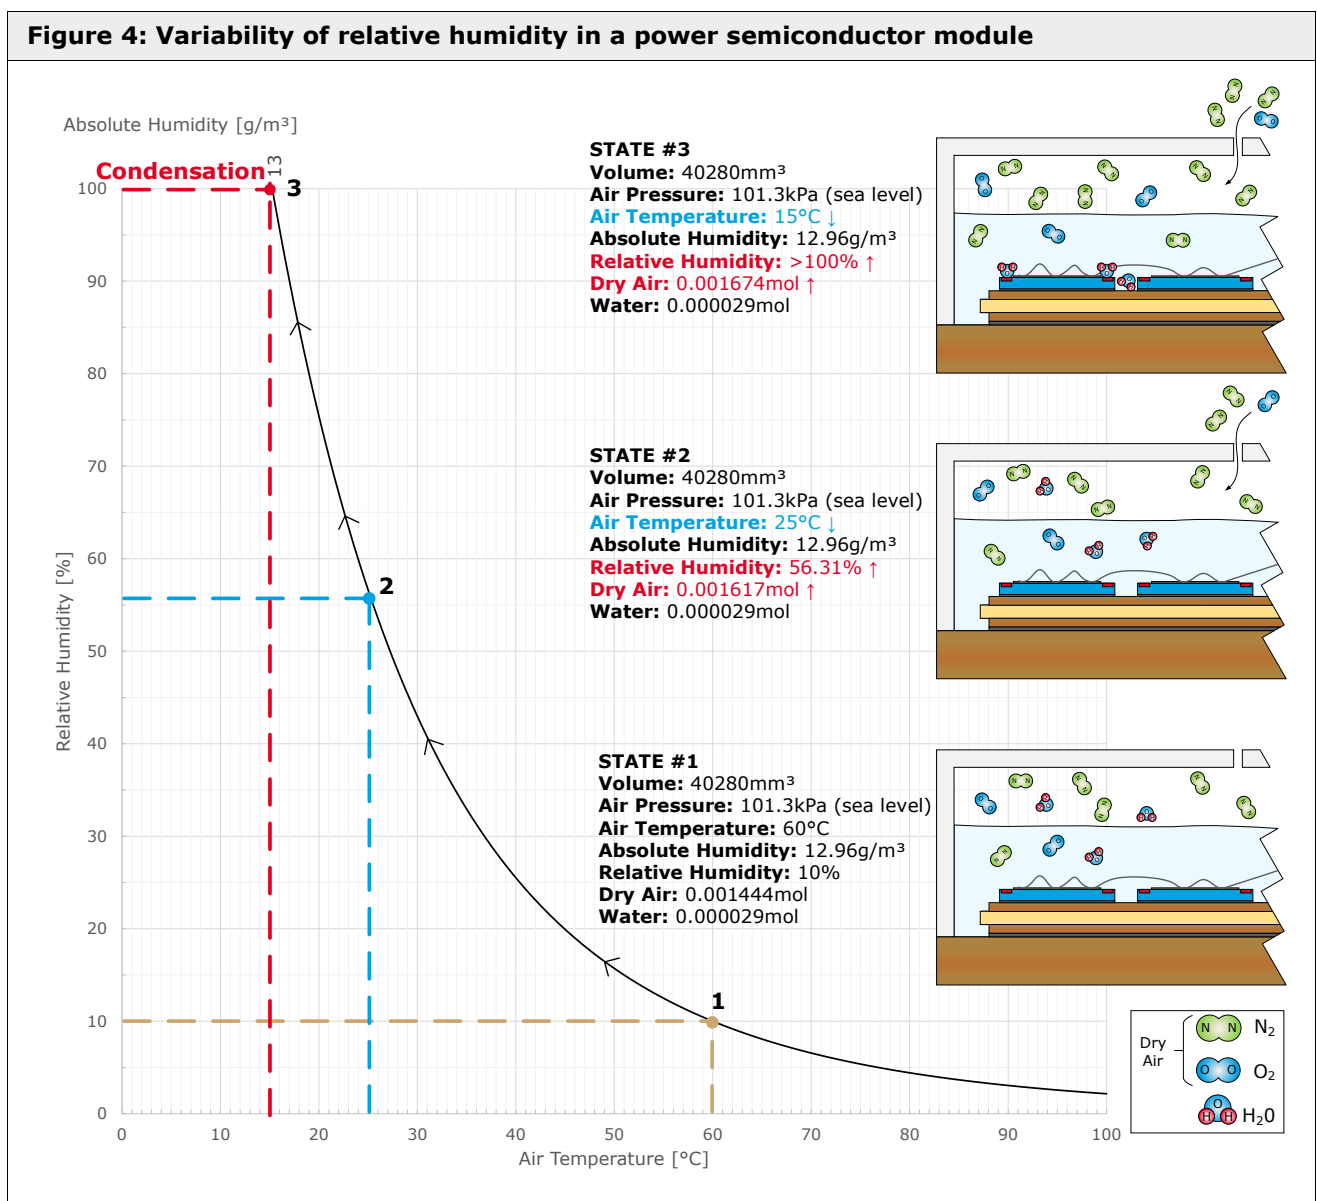 Figure 4: Variability of relative humidity in a power semiconductor module
Absolute Humidity [g/m³]
13
Condensation
3
100
90
80
70
60
50
40
30
20
10
0
Relative Humidity [%]
2
1
0
10
20
30
40
50
60
70
80
90
100
Air Temperature [°C]
STATE #3
Volume: 40280mm³
Air Pressure: 101.3kPa (sea level)
Air Temperature: 15°C ↓
Absolute Humidity: 12.96g/m³
Relative Humidity: >100% ↑
Dry Air: 0.001674mol ↑
Water: 0.000029mol
STATE #2
Volume: 40280mm³
Air Pressure: 101.3kPa (sea level)
Air Temperature: 25°C ↓
Absolute Humidity: 12.96g/m³
Relative Humidity: 56.31% ↑
Dry Air: 0.001617mol ↑
Water: 0.000029mol
STATE #1
Volume: 40280mm³
Air Pressure: 101.3kPa (sea level)
Air Temperature: 60°C
Absolute Humidity: 12.96g/m³
Relative Humidity: 10%
Dry Air: 0.001444mol
Water: 0.000029mol
Dry
Air
N N N₂
O O O₂
O
H H H₂0